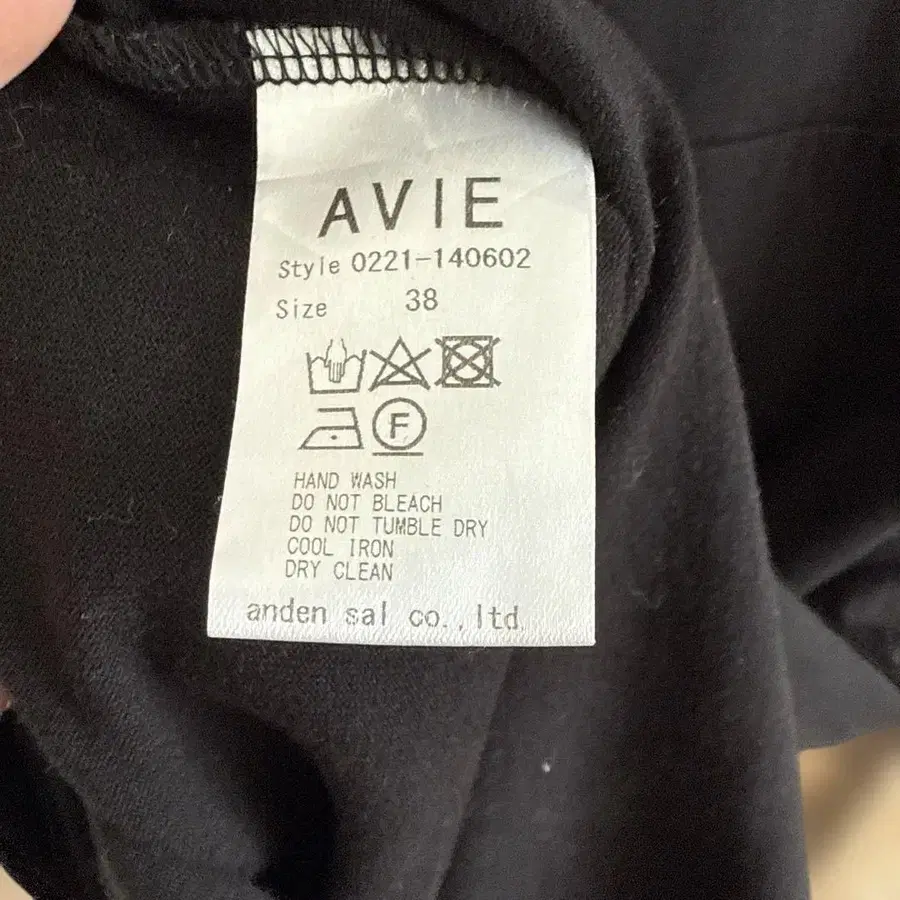 AVIE
Style 0221-140602
Size 38
F
HAND WASH
DO NOT BLEACH
DO NOT TUMBLE DRY
COOL IRON
DRY CLEAN
anden sal co.,ltd.